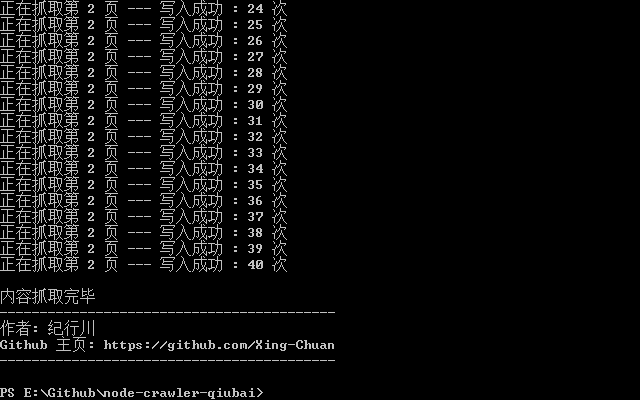 正在抓取第 2 页 --- 写入成功 : 24 次
正在抓取第 2 页 --- 写入成功 : 25 次
正在抓取第 2 页 --- 写入成功 : 26 次
正在抓取第 2 页 --- 写入成功 : 27 次
正在抓取第 2 页 --- 写入成功 : 28 次
正在抓取第 2 页 --- 写入成功 : 29 次
正在抓取第 2 页 --- 写入成功 : 30 次
正在抓取第 2 页 --- 写入成功 : 31 次
正在抓取第 2 页 --- 写入成功 : 32 次
正在抓取第 2 页 --- 写入成功 : 33 次
正在抓取第 2 页 --- 写入成功 : 34 次
正在抓取第 2 页 --- 写入成功 : 35 次
正在抓取第 2 页 --- 写入成功 : 36 次
正在抓取第 2 页 --- 写入成功 : 37 次
正在抓取第 2 页 --- 写入成功 : 38 次
正在抓取第 2 页 --- 写入成功 : 39 次
正在抓取第 2 页 --- 写入成功 : 40 次
内容抓取完毕
------------------------------------------
作者: 纪行川
Github 主页: https://github.com/Xing-Chuan
------------------------------------------
PS E:\Github\node-crawler-qiubai>